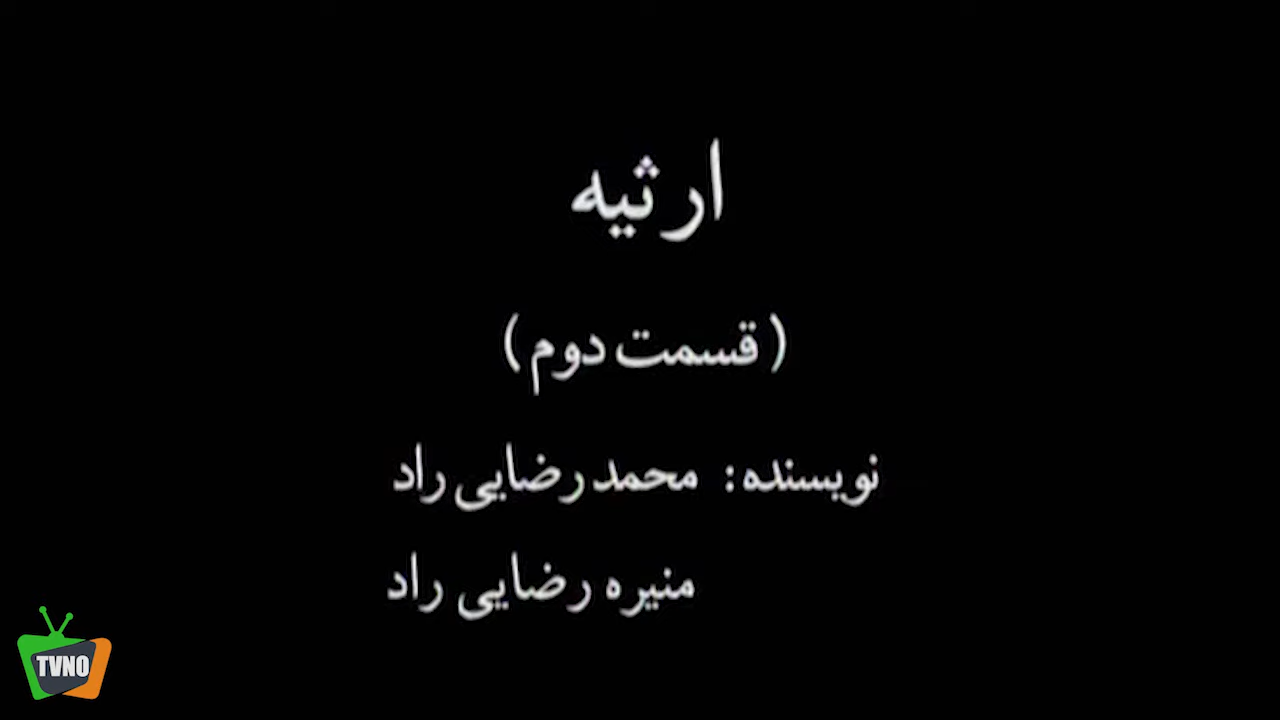 ارثیه
(قسمت دوم)
نویسنده: محمد رضایی راد
منیره رضایی راد
TVNO